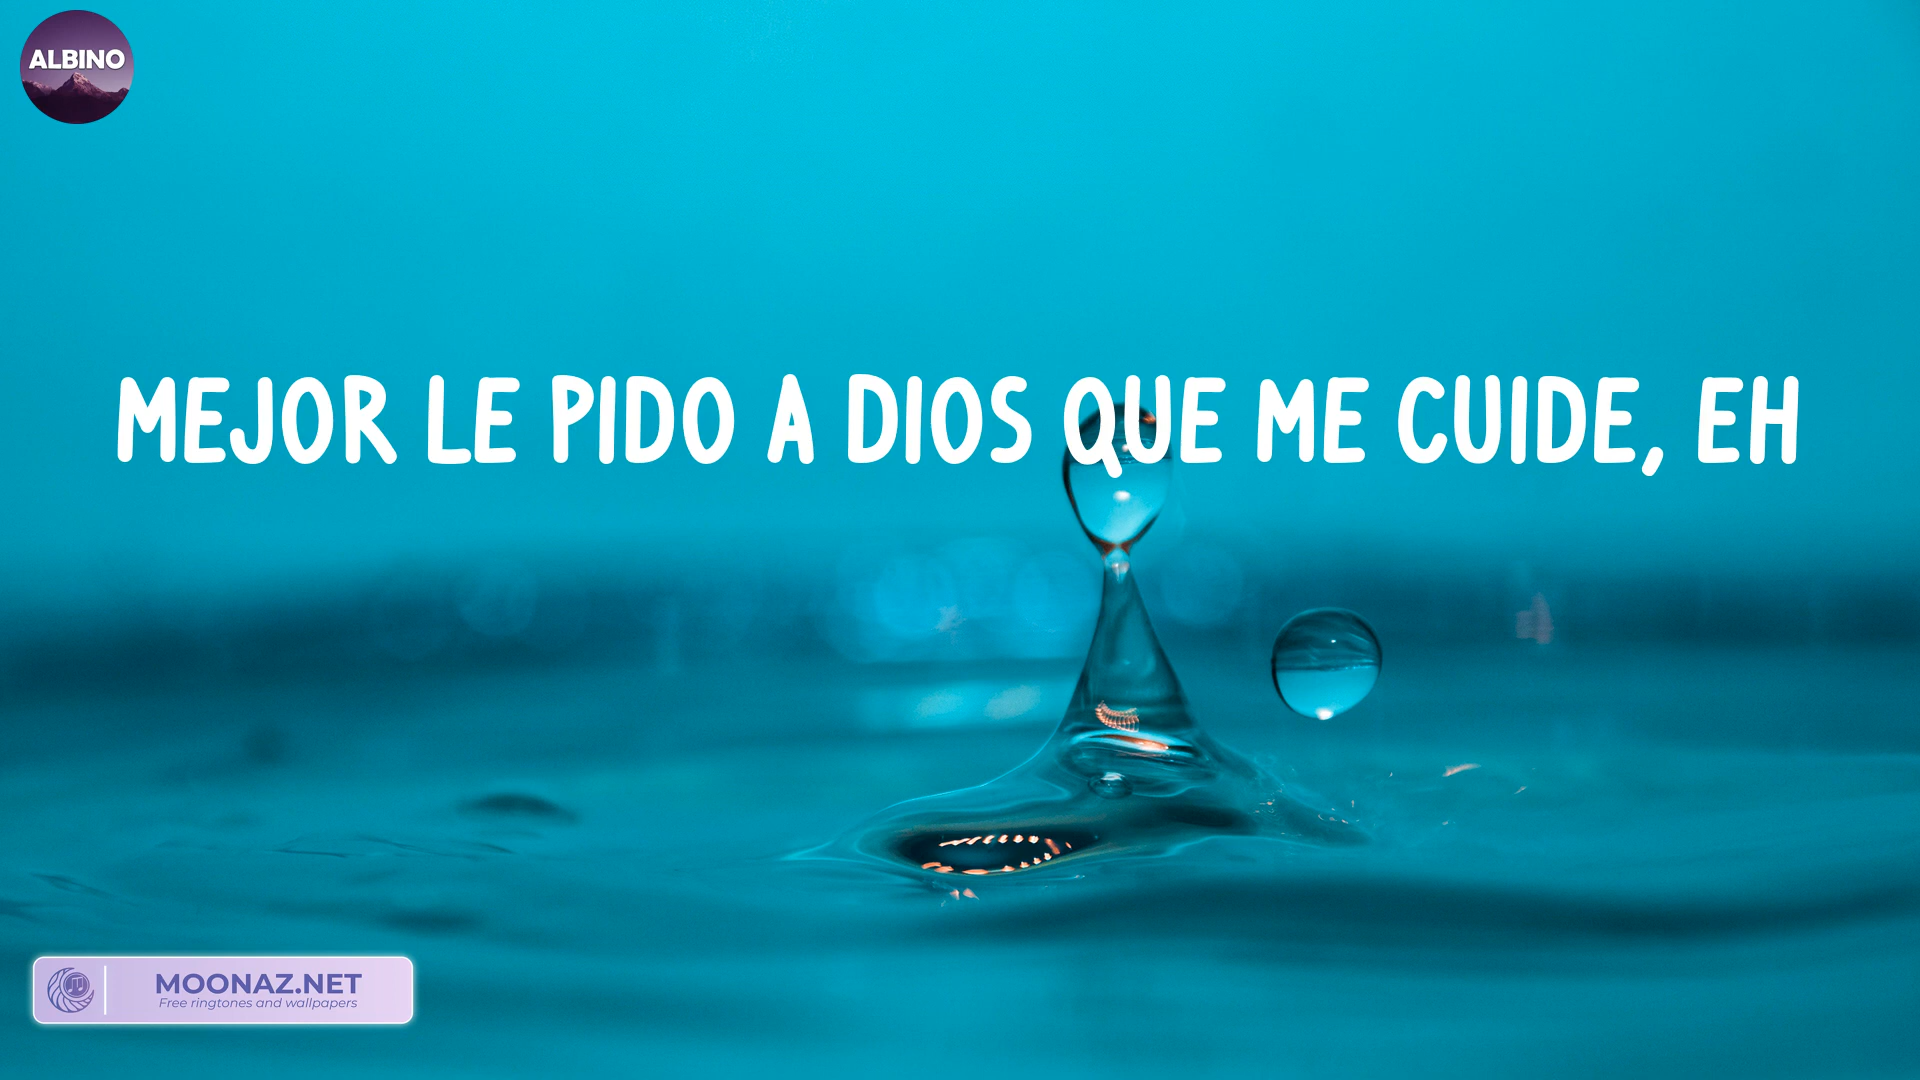 ALBINO
MEJOR LE PIDO A DIOS QUE ME CUIDE, EH
MOONAZ.NET
Free ringtones and wallpapers